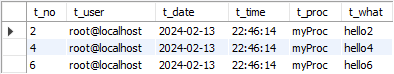 t_no t_user t_date t_time t_proc t_what
2 root@localhost 2024-02-13 22:46:14 myProc hello2
4 root@localhost 2024-02-13 22:46:14 myProc hello4
6 root@localhost 2024-02-13 22:46:14 myProc hello6